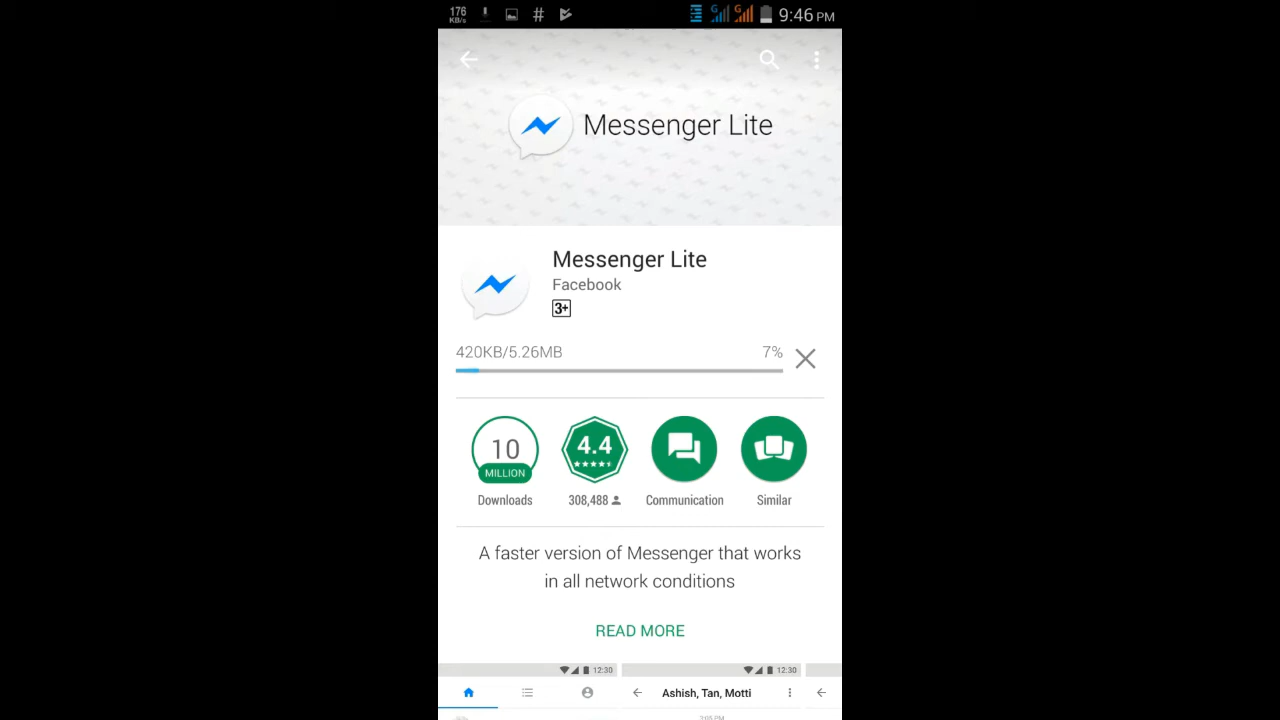 176
KB/s
9:46 PM
Messenger Lite
Messenger Lite
Facebook
3+
420KB/5.26MB 7%
10
MILLION
Downloads
4.4
308,488
Communication
Similar
A faster version of Messenger that works
in all network conditions
READ MORE
12:30
12:30
Ashish, Tan, Motti